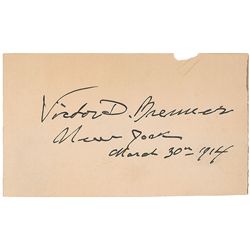 Victor D. Brenner
New York
March 30th 1914